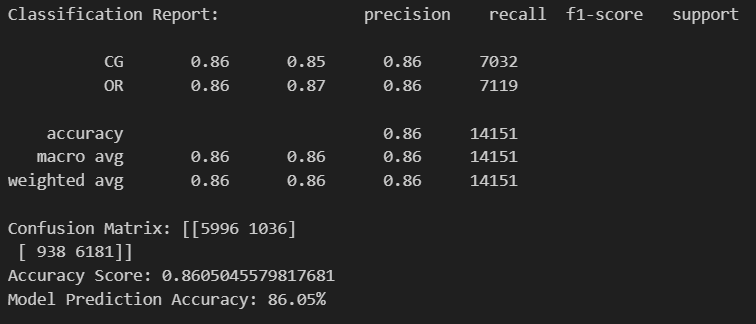 Classification Report:               precision    recall  f1-score   support

          CG       0.86      0.85      0.86      7032
          OR       0.86      0.87      0.86      7119

    accuracy                           0.86     14151
   macro avg       0.86      0.86      0.86     14151
weighted avg       0.86      0.86      0.86     14151

Confusion Matrix: [[5996 1036]
 [ 938 6181]]
Accuracy Score: 0.8605045579817681
Model Prediction Accuracy: 86.05%